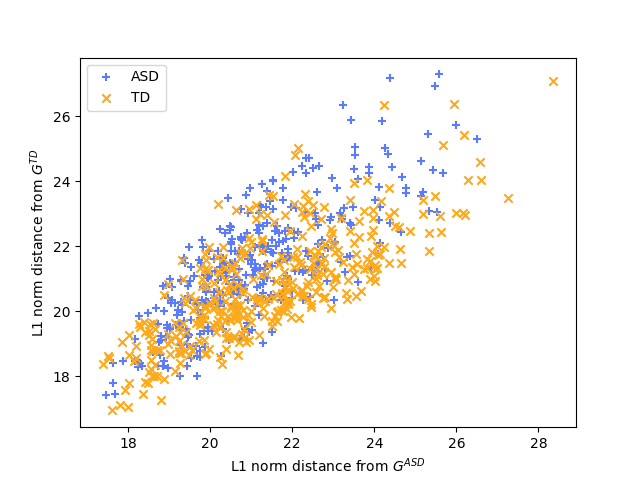 ASD
TD
26
24
22
20
18
L1 norm distance from G^{TD}
18 20 22 24 26 28
L1 norm distance from G^{ASD}